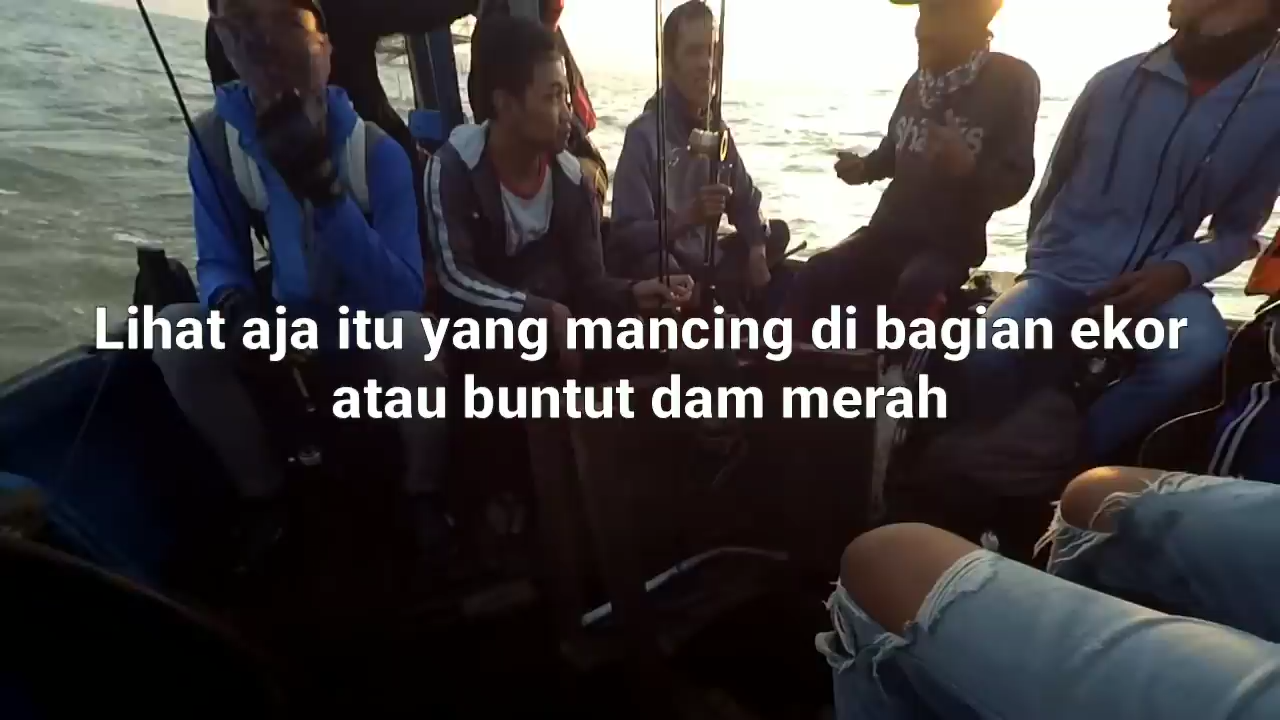 Lihat aja itu yang mancing di bagian ekor
atau buntut dam merah